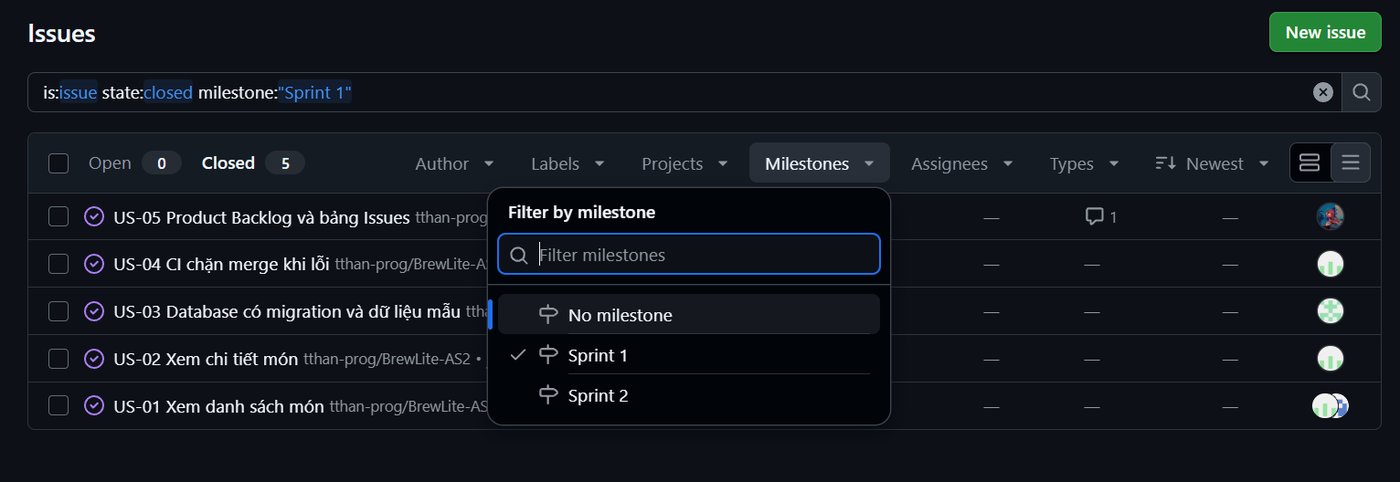 Issues
New issue
is:issue state:closed milestone:"Sprint 1"
Open 0 Closed 5 Author Labels Projects Milestones Assignees Types Newest
US-05 Product Backlog và bảng Issues tthan-prog — 1 —
US-04 CI chặn merge khi lỗi tthan-prog/BrewLite-AS — — —
US-03 Database có migration và dữ liệu mẫu ttha — — —
US-02 Xem chi tiết món tthan-prog/BrewLite-AS2 • — — —
US-01 Xem danh sách món tthan-prog/BrewLite-AS — — —
Filter by milestone
Filter milestones
No milestone
Sprint 1
Sprint 2